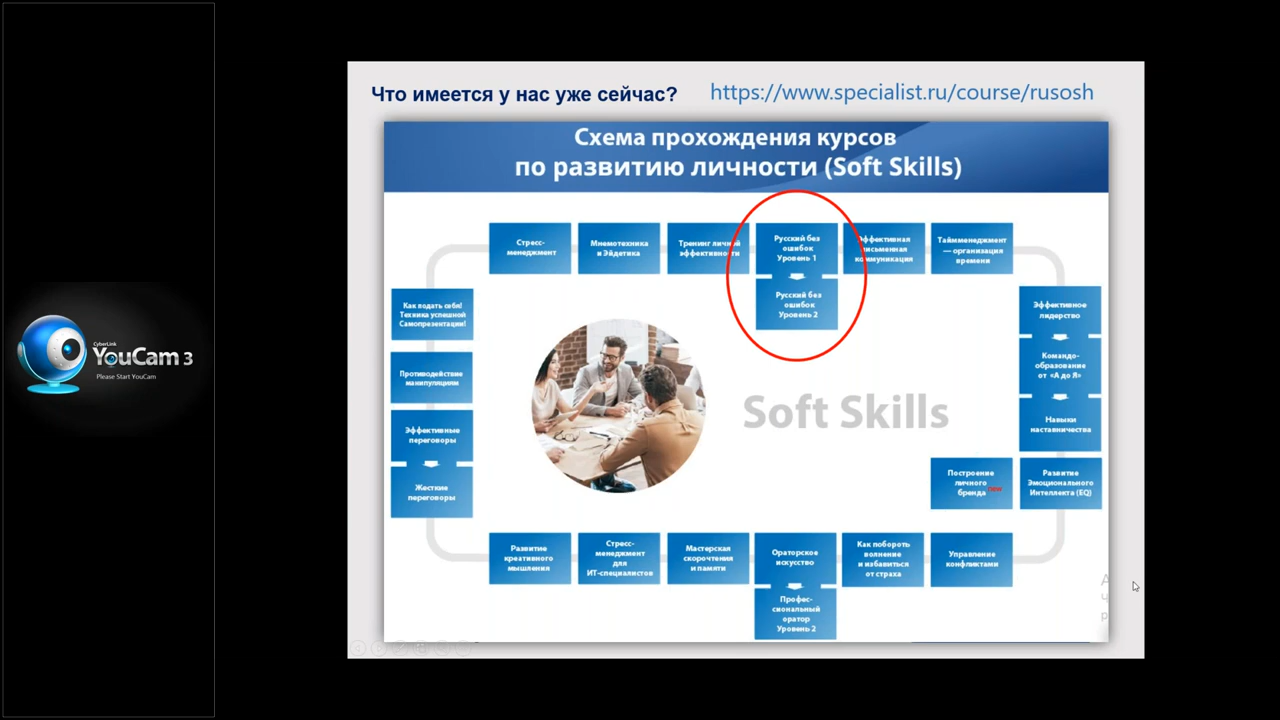 Что имеется у нас уже сейчас?
https://www.specialist.ru/course/rusosh
Схема прохождения курсов
по развитию личности (Soft Skills)
Стресс-
менеджмент
Мнемотехника
и Эйдетика
Тренинг личной
эффективности
Русский без
ошибок
Уровень 1
Русский без
ошибок
Уровень 2
Эффективная
письменная
коммуникация
Таймменеджмент
— организация
времени
Как подать себя!
Техника успешной
Самопрезентации!
Противодействие
манипуляциям
Эффективные
переговоры
Жесткие
переговоры
Эффективное
лидерство
Командо-
образование
от «А до Я»
Навыки
наставничества
Soft Skills
Построение
личного
бренда new
Развитие
Эмоционального
Интеллекта (EQ)
Развитие
креативного
мышления
Стресс-
менеджмент
для
ИТ-специалистов
Мастерская
скорочтения
и памяти
Ораторское
искусство
Профес-
сиональный
оратор
Уровень 2
Как побороть
волнение
и избавиться
от страха
Управление
конфликтами
CyberLink
YouCam 3
Please Start YouCam